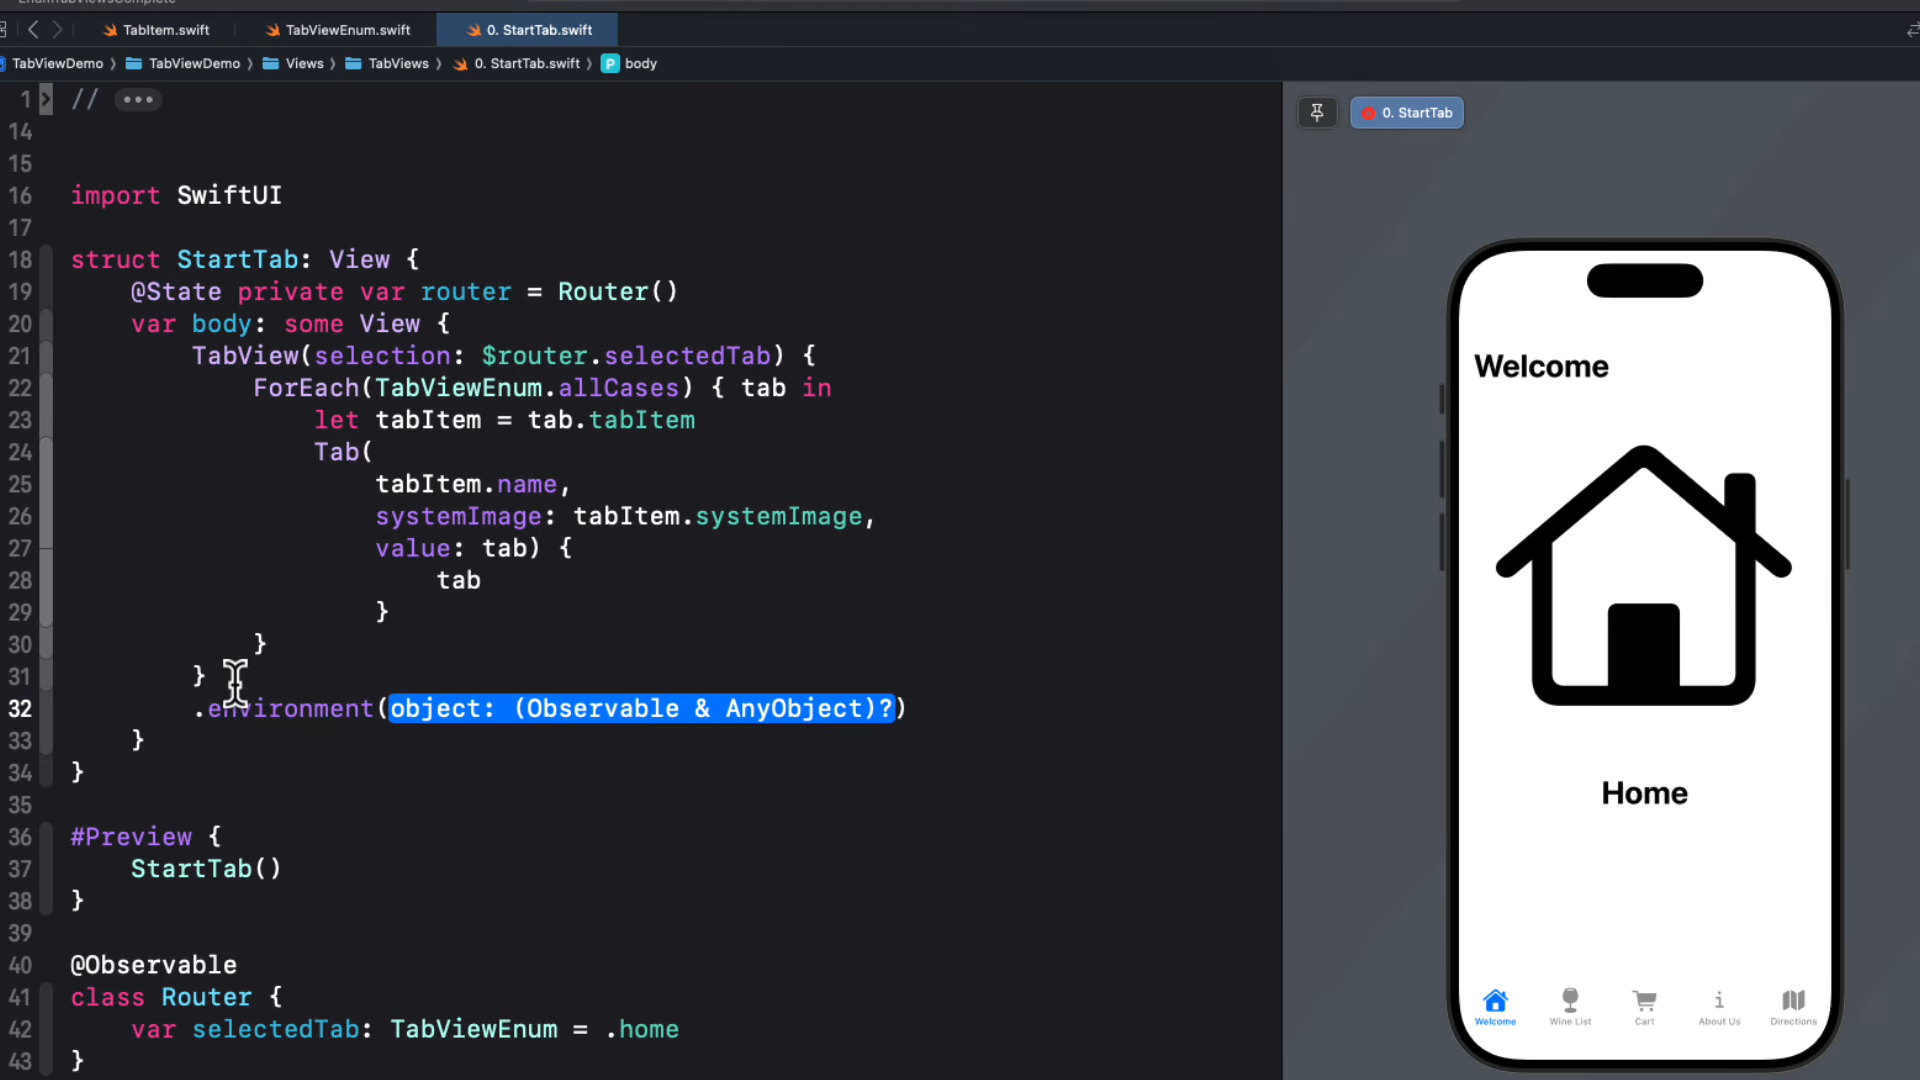 EnumTabViewsComplete
TabItem.swift
TabViewEnum.swift
0. StartTab.swift
TabViewDemo
TabViewDemo
Views
TabViews
0. StartTab.swift
P body
1 // •••
14
15
16 import SwiftUI
17
18 struct StartTab: View {
19 @State private var router = Router()
20 var body: some View {
21 TabView(selection: $router.selectedTab) {
22 ForEach(TabViewEnum.allCases) { tab in
23 let tabItem = tab.tabItem
24 Tab(
25 tabItem.name,
26 systemImage: tabItem.systemImage,
27 value: tab) {
28 tab
29 }
30 }
31 }
32 .environment(object: (Observable & AnyObject)?)
33 }
34 }
35
36 #Preview {
37 StartTab()
38 }
39
40 @Observable
41 class Router {
42 var selectedTab: TabViewEnum = .home
43 }
0. StartTab
Welcome
Home
Welcome
Wine List
Cart
About Us
Directions